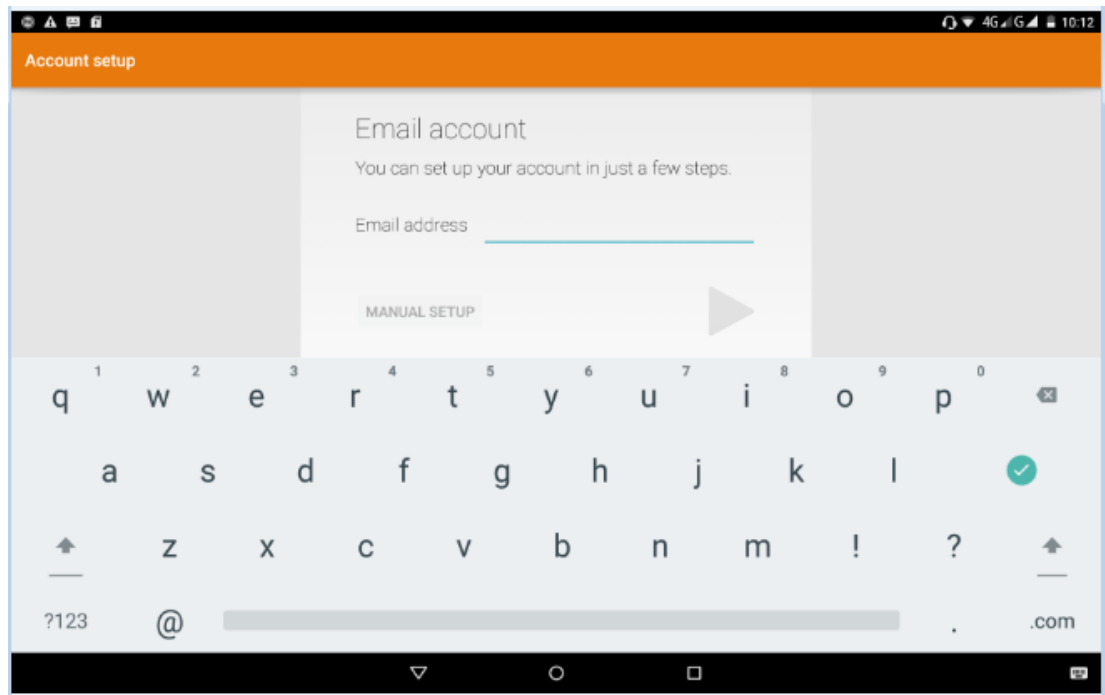 4G G 10:12
Account setup
Email account
You can set up your account in just a few steps.
Email address
MANUAL SETUP
1 2 3 4 5 6 7 8 9 0
q w e r t y u i o p
a s d f g h j k l
z x c v b n m ! ?
?123 @ . .com